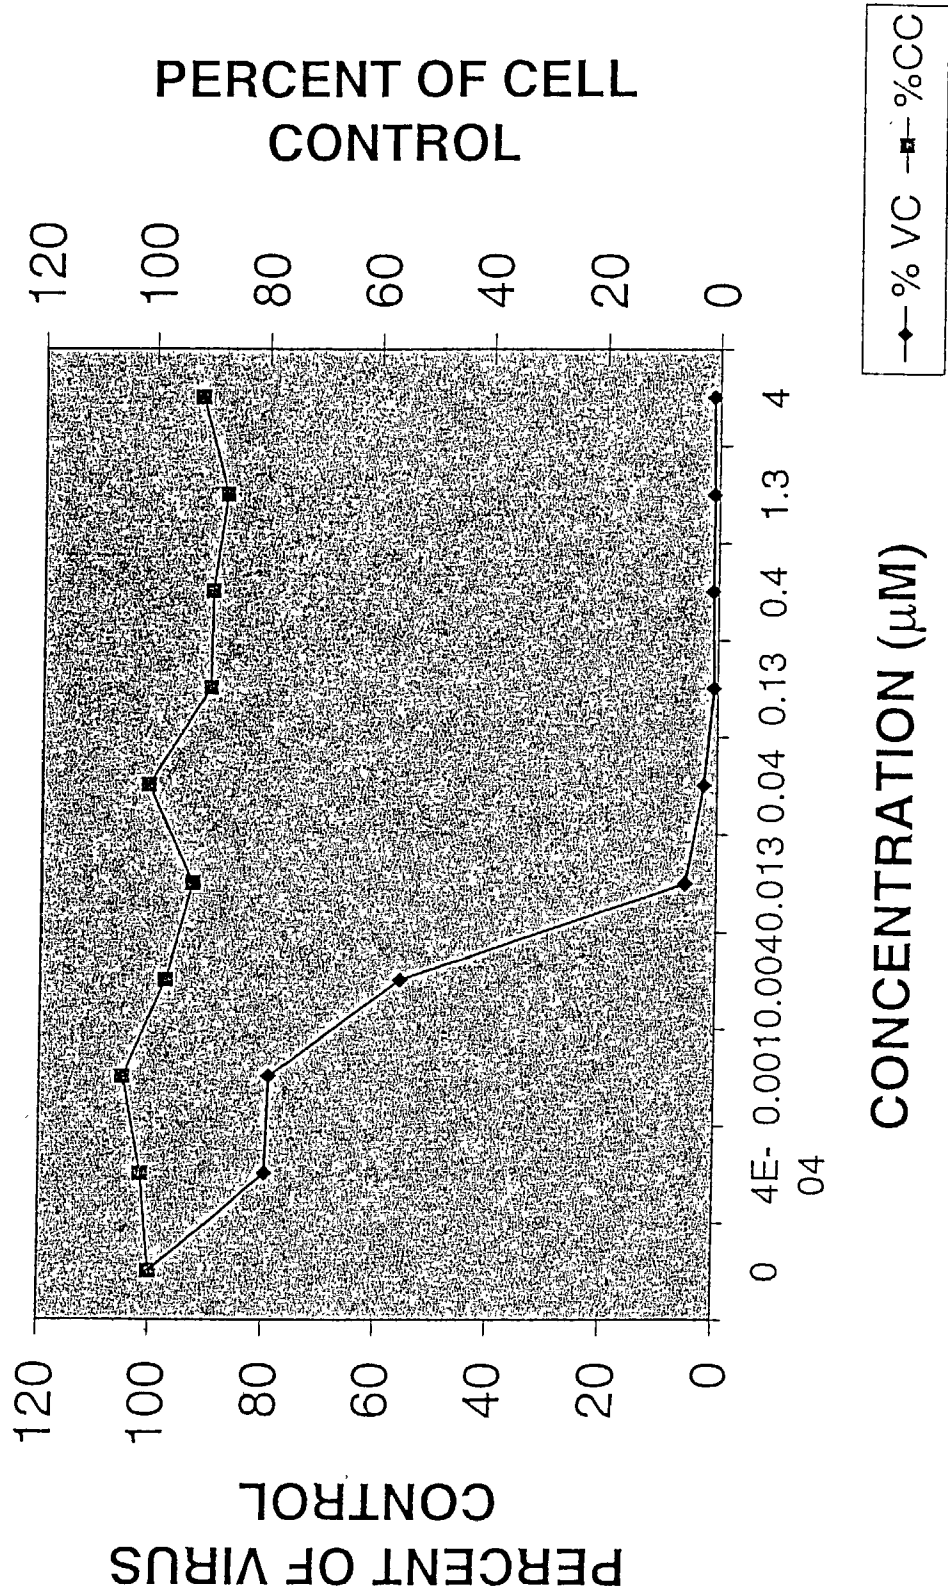 PERCENT OF VIRUS
CONTROL
120
100
80
60
40
20
0
0 4E-04 0.001 0.004 0.013 0.04 0.13 0.4 1.3 4
CONCENTRATION (μM)
120
100
80
60
40
20
0
PERCENT OF CELL
CONTROL
% VC %CC